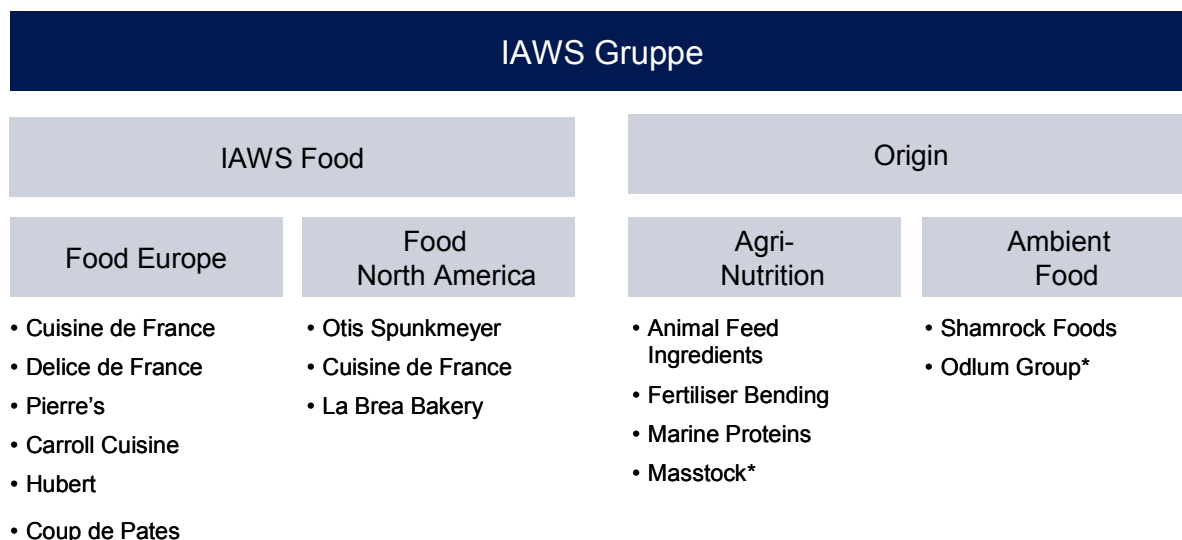 IAWS Gruppe
IAWS Food
Origin
Food Europe
Food
North America
Agri-
Nutrition
Ambient
Food
• Cuisine de France
• Delice de France
• Pierre's
• Carroll Cuisine
• Hubert
• Coup de Pates
• Otis Spunkmeyer
• Cuisine de France
• La Brea Bakery
• Animal Feed
Ingredients
• Fertiliser Bending
• Marine Proteins
• Masstock*
• Shamrock Foods
• Odlum Group*